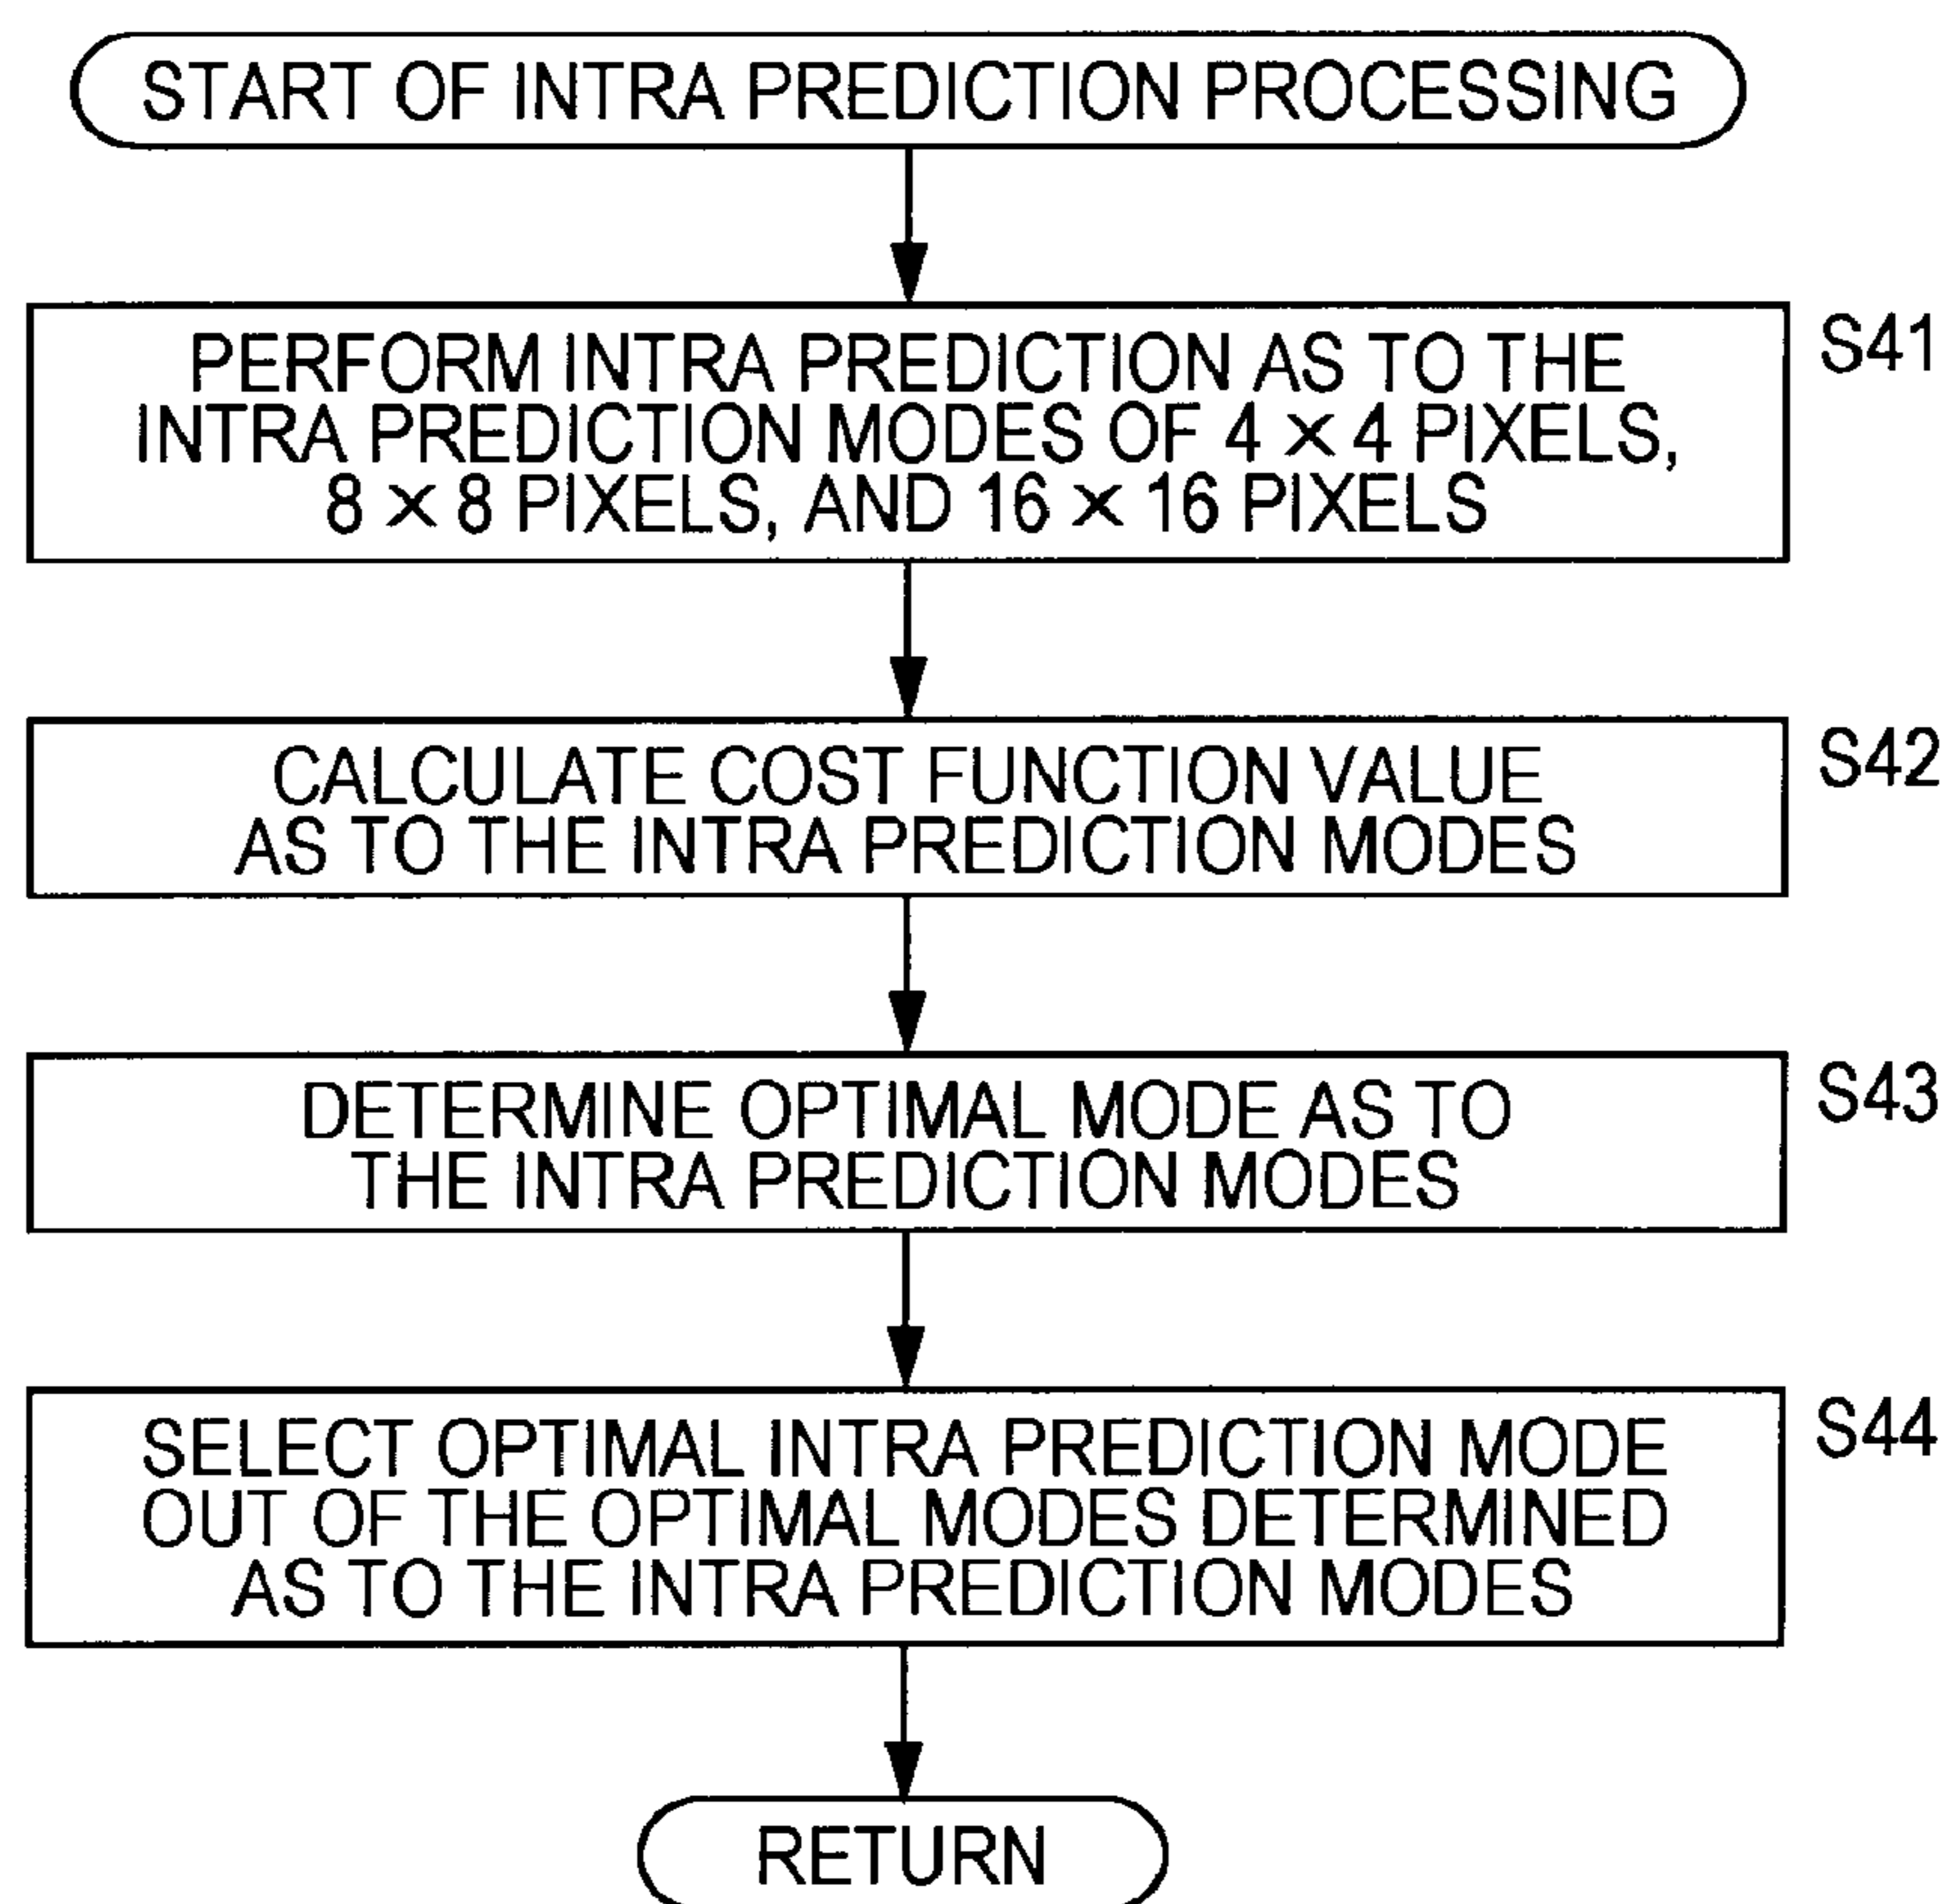 START OF INTRA PREDICTION PROCESSING
PERFORM INTRA PREDICTION AS TO THE
INTRA PREDICTION MODES OF 4 × 4 PIXELS,
8 × 8 PIXELS, AND 16 × 16 PIXELS
S41
CALCULATE COST FUNCTION VALUE
AS TO THE INTRA PREDICTION MODES
S42
DETERMINE OPTIMAL MODE AS TO
THE INTRA PREDICTION MODES
S43
SELECT OPTIMAL INTRA PREDICTION MODE
OUT OF THE OPTIMAL MODES DETERMINED
AS TO THE INTRA PREDICTION MODES
S44
RETURN